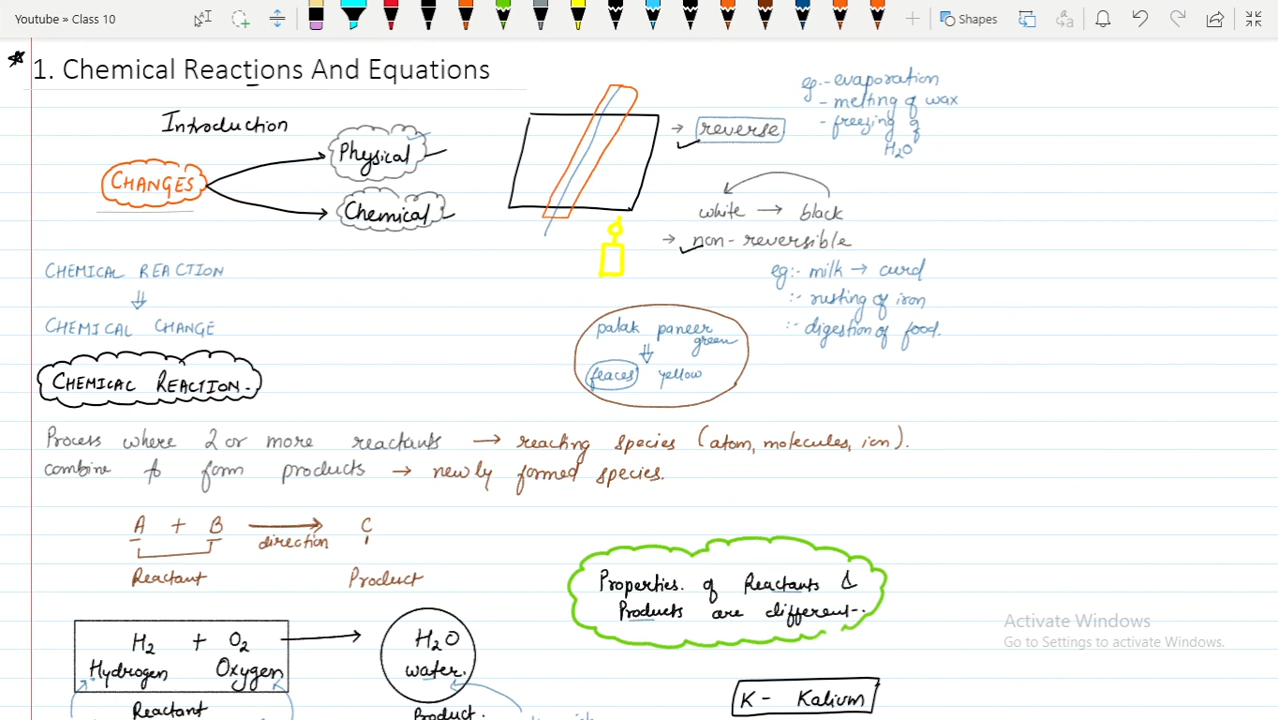 Youtube » Class 10
Shapes
1. Chemical Reactions And Equations
Introduction
CHANGES
Physical
Chemical
→ reverse
eg.- evaporation
- melting of wax
- freezing of
H2O
white → black
→ non-reversible
eg:- milk → curd
:- rusting of iron
:- digestion of food.
CHEMICAL REACTION
⇓
CHEMICAL CHANGE
palak paneer
green
⇓
feaces yellow
CHEMICAL REACTION.
Process where 2 or more reactants → reacting species (atom, molecules, ion).
combine to form products → newly formed species.
A + B → C
direction
Reactant Product
Properties of Reactants &
Products are different.
H2 + O2 → H2O
Hydrogen Oxygen water.
Reactant Product.
K - Kalium
Activate Windows
Go to Settings to activate Windows.